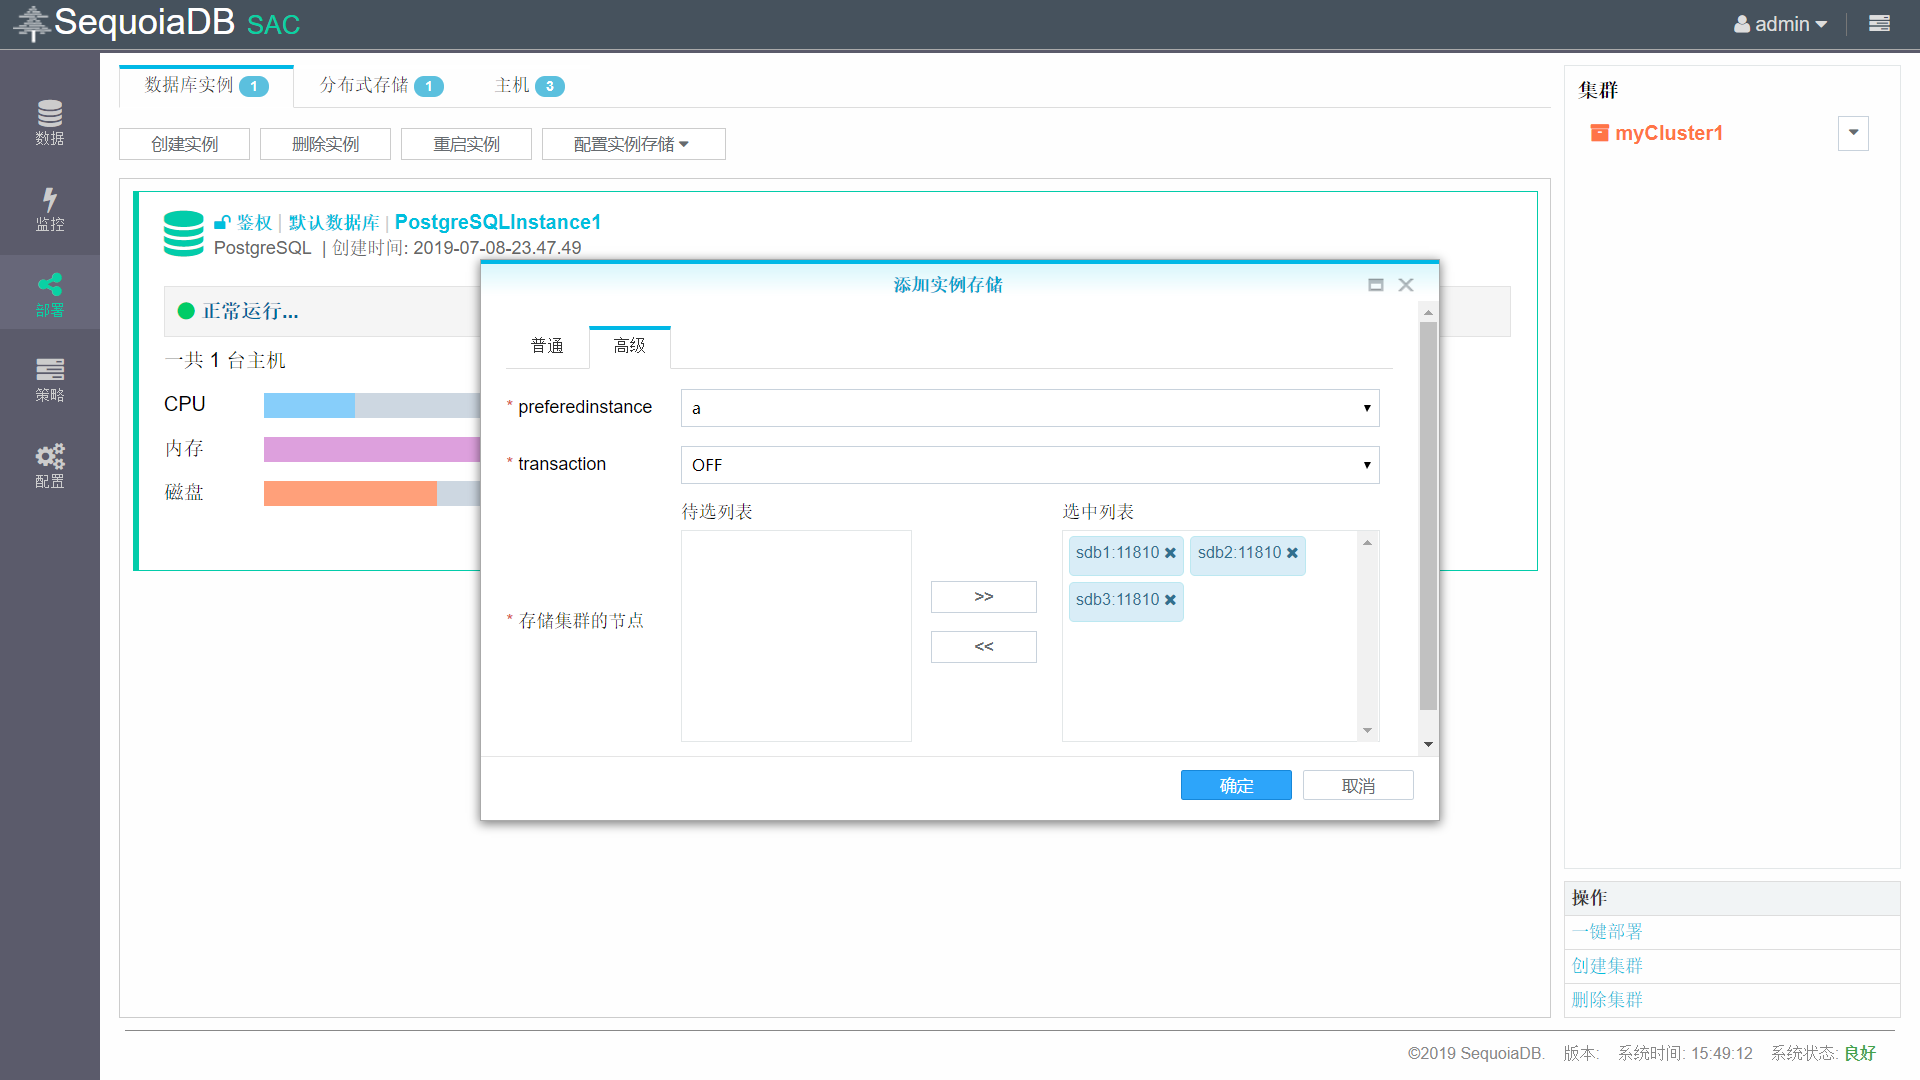 SequoiaDB SAC
admin
数据
监控
部署
策略
配置
数据库实例 1
分布式存储 1
主机 3
创建实例
删除实例
重启实例
配置实例存储
鉴权 | 默认数据库 | PostgreSQLInstance1
PostgreSQL | 创建时间: 2019-07-08-23.47.49
正常运行...
一共 1 台主机
CPU
内存
磁盘
添加实例存储
普通
高级
* preferedinstance
a
* transaction
OFF
待选列表
选中列表
* 存储集群的节点
>>
<<
sdb1:11810
sdb2:11810
sdb3:11810
确定
取消
集群
myCluster1
操作
一键部署
创建集群
删除集群
©2019 SequoiaDB. 版本: 系统时间: 15:49:12 系统状态: 良好